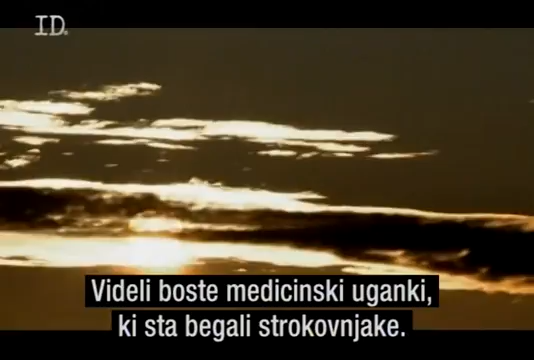 ID.
Videli boste medicinski uganki,
ki sta begali strokovnjake.